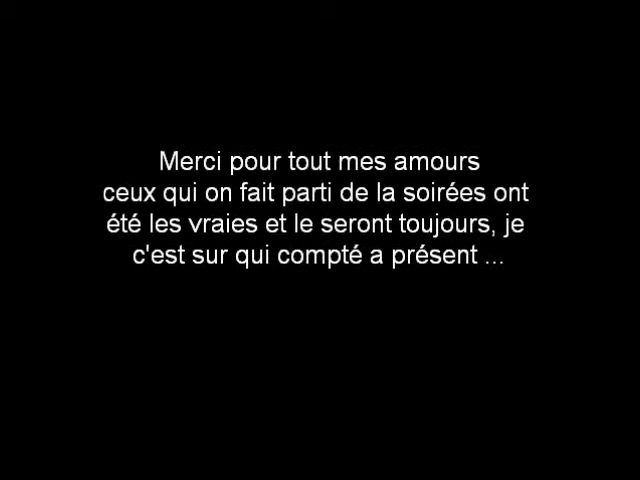 Merci pour tout mes amours
ceux qui on fait parti de la soirées ont
été les vraies et le seront toujours, je
c'est sur qui compté a présent ...